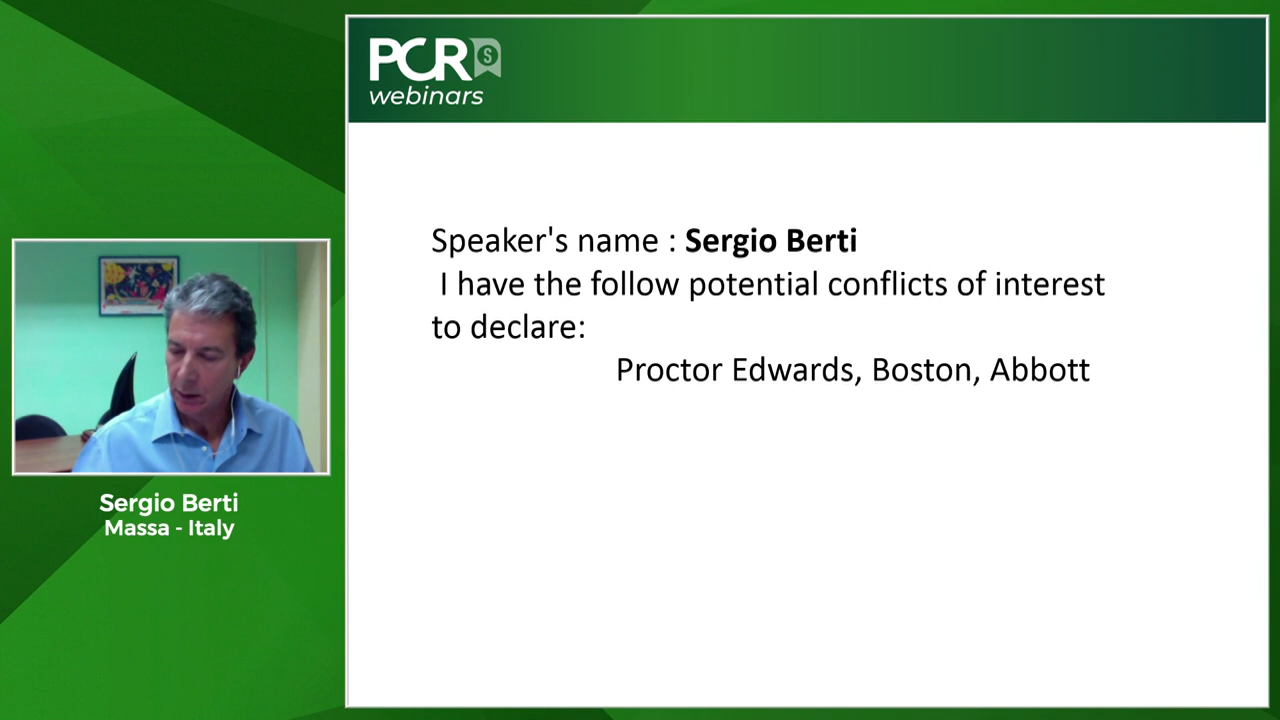 PCR
webinars
Speaker's name : Sergio Berti
I have the follow potential conflicts of interest
to declare:
Proctor Edwards, Boston, Abbott
Sergio Berti
Massa - Italy